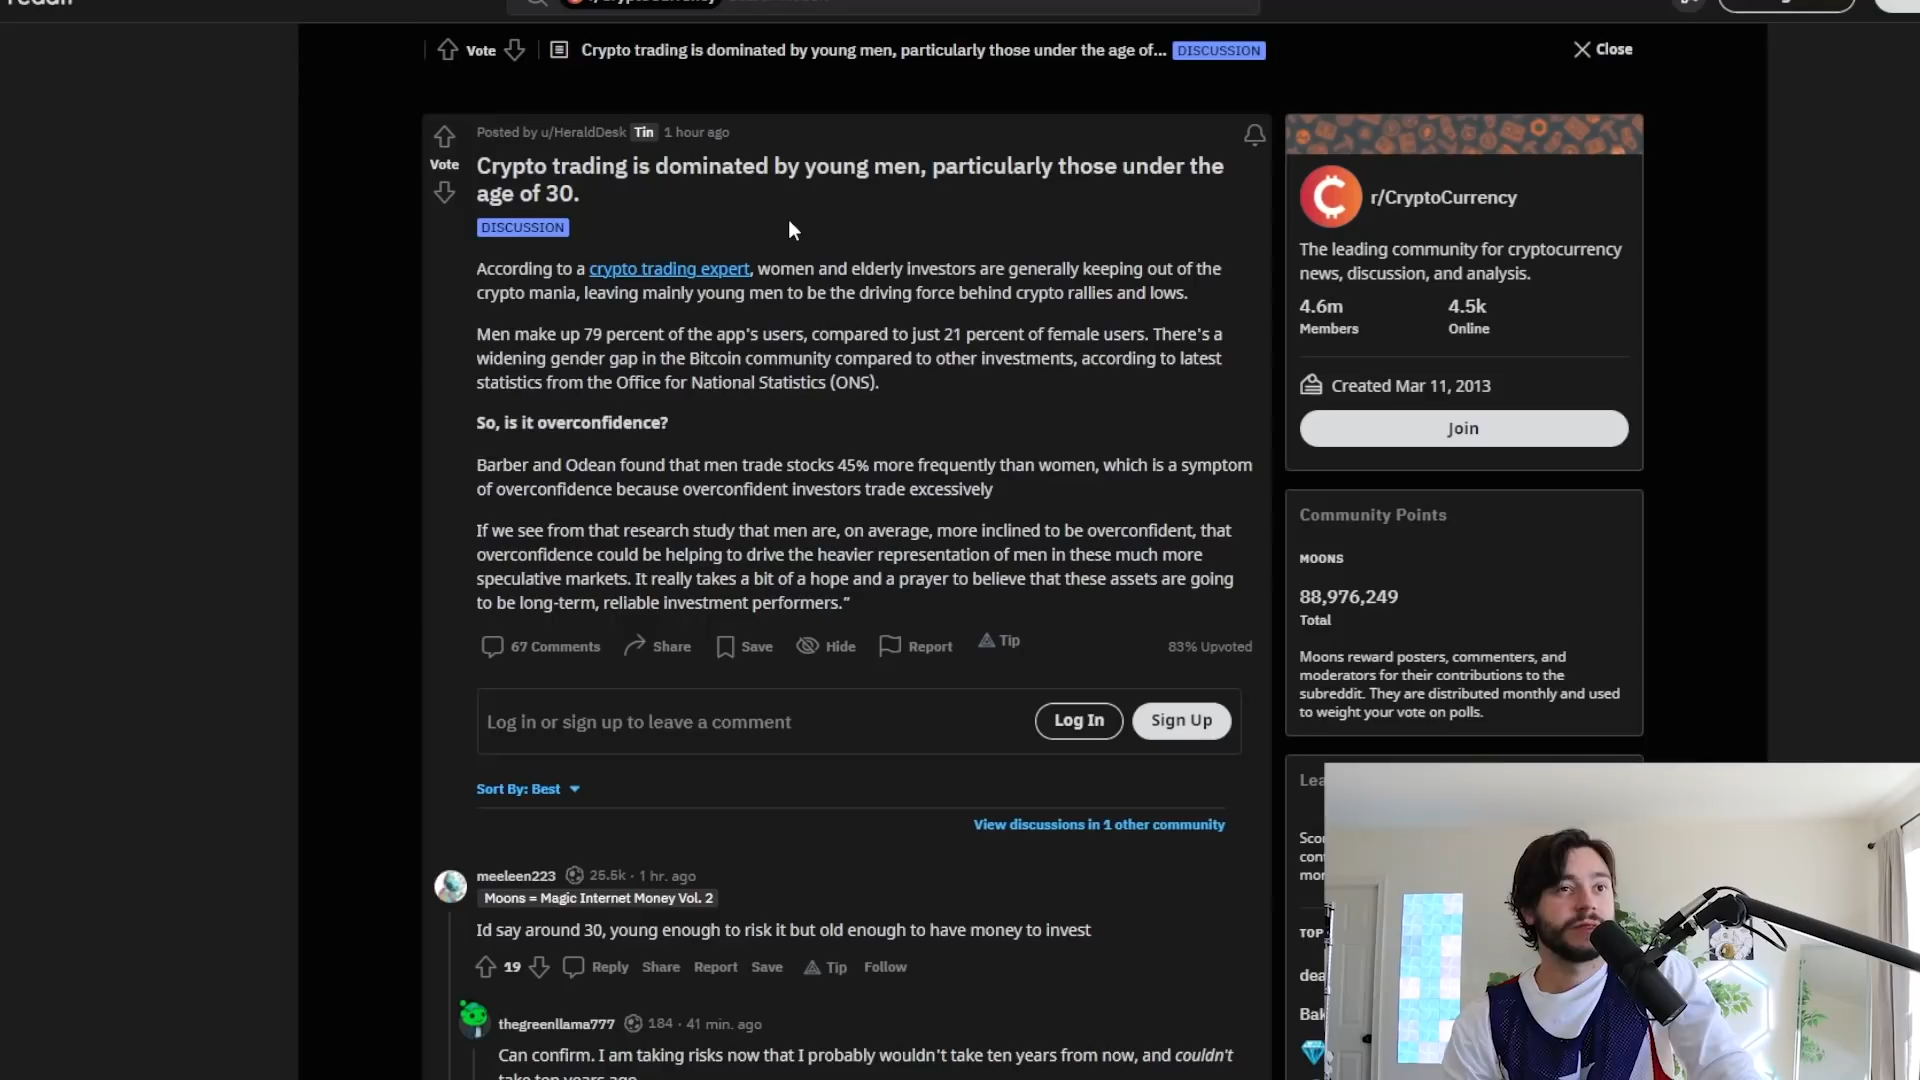 Vote
Crypto trading is dominated by young men, particularly those under the age of... DISCUSSION
Close
Posted by u/HeraldDesk Tin 1 hour ago
Vote
Crypto trading is dominated by young men, particularly those under the
age of 30.
DISCUSSION
According to a crypto trading expert, women and elderly investors are generally keeping out of the
crypto mania, leaving mainly young men to be the driving force behind crypto rallies and lows.
Men make up 79 percent of the app's users, compared to just 21 percent of female users. There's a
widening gender gap in the Bitcoin community compared to other investments, according to latest
statistics from the Office for National Statistics (ONS).
So, is it overconfidence?
Barber and Odean found that men trade stocks 45% more frequently than women, which is a symptom
of overconfidence because overconfident investors trade excessively
If we see from that research study that men are, on average, more inclined to be overconfident, that
overconfidence could be helping to drive the heavier representation of men in these much more
speculative markets. It really takes a bit of a hope and a prayer to believe that these assets are going
to be long-term, reliable investment performers.”
67 Comments Share Save Hide Report Tip 83% Upvoted
Log in or sign up to leave a comment Log In Sign Up
Sort By: Best
View discussions in 1 other community
meeleen223 25.5k · 1 hr. ago
Moons = Magic Internet Money Vol. 2
Id say around 30, young enough to risk it but old enough to have money to invest
19 Reply Share Report Save Tip Follow
thegreenllama777 184 · 41 min. ago
Can confirm. I am taking risks now that I probably wouldn't take ten years from now, and couldn't
r/CryptoCurrency
The leading community for cryptocurrency
news, discussion, and analysis.
4.6m 4.5k
Members Online
Created Mar 11, 2013
Join
Community Points
MOONS
88,976,249
Total
Moons reward posters, commenters, and
moderators for their contributions to the
subreddit. They are distributed monthly and used
to weight your vote on polls.
Lea
Sco
con
mor
TOP
dea
Bak